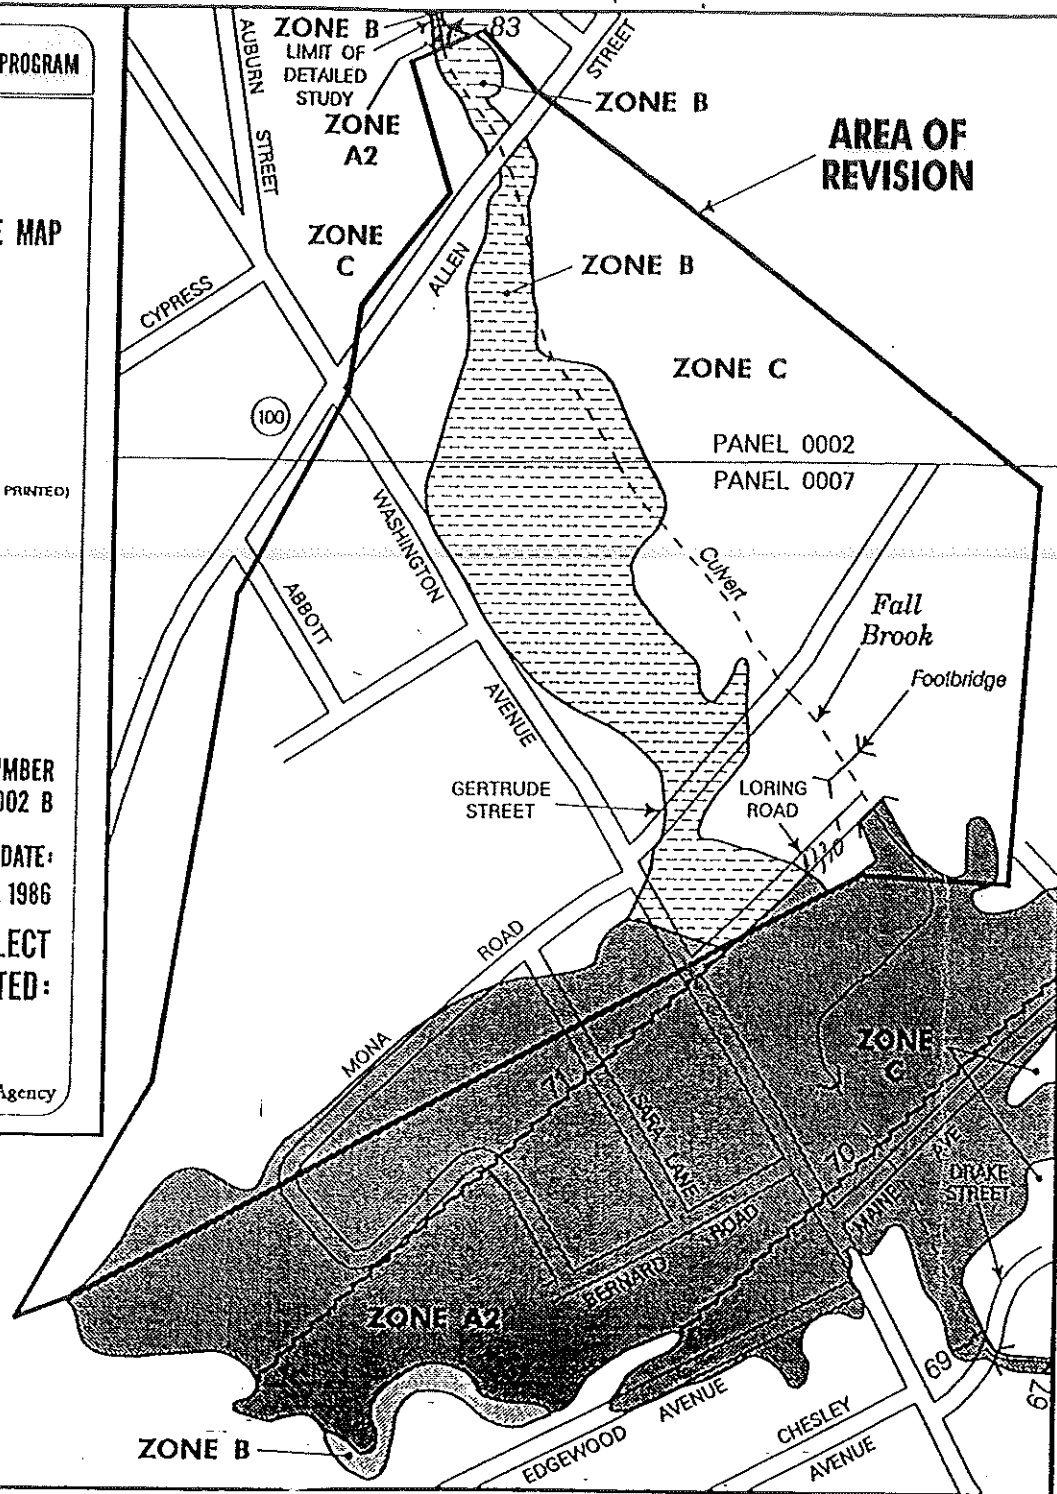 PROGRAM
MAP
PRINTED)
002 B
DATE:
1986
Agency
AUBURN
STREET
ZONE B
LIMIT OF
DETAILED
STUDY
ZONE
A2
83
STREET
ZONE B
AREA OF
REVISION
ZONE
C
ALLEN
ZONE B
CYPRESS
ZONE C
100
PANEL 0002
PANEL 0007
WASHINGTON
AVENUE
ABBOTT
Culvert
Fall
Brook
Footbridge
GERTRUDE
STREET
LORING
ROAD
ROAD
MONA
ZONE
C
71
SARA
LANE
70
AVE
MAINE
DRAKE
STREET
BERNARD
ROAD
ZONE A2
69
67
AVENUE
EDGEWOOD
CHESLEY
AVENUE
ZONE B